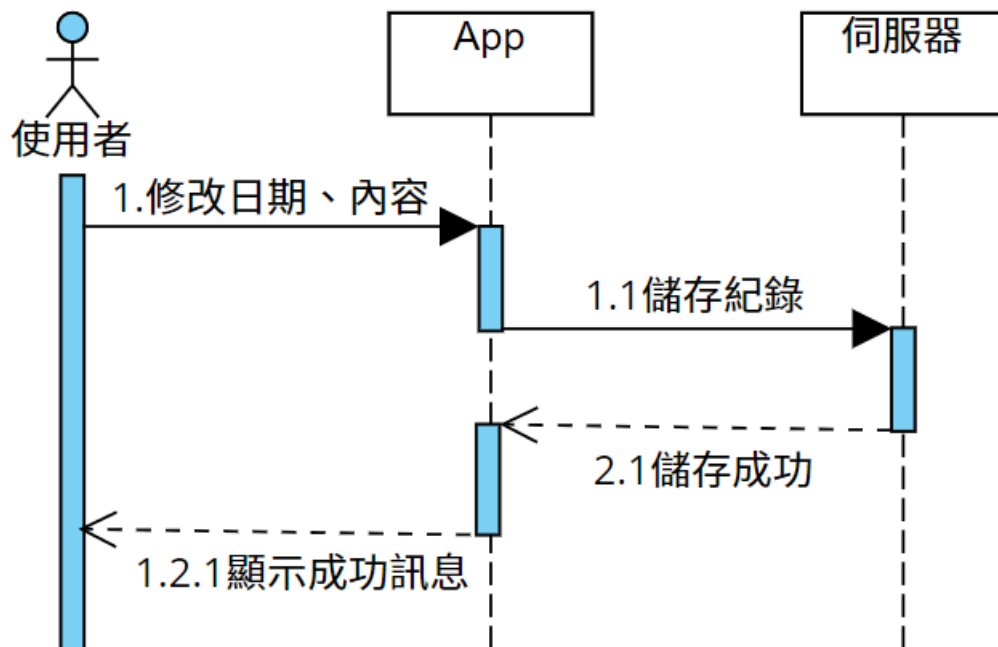 App
伺服器
使用者
1.修改日期、內容
1.1儲存紀錄
2.1儲存成功
1.2.1顯示成功訊息